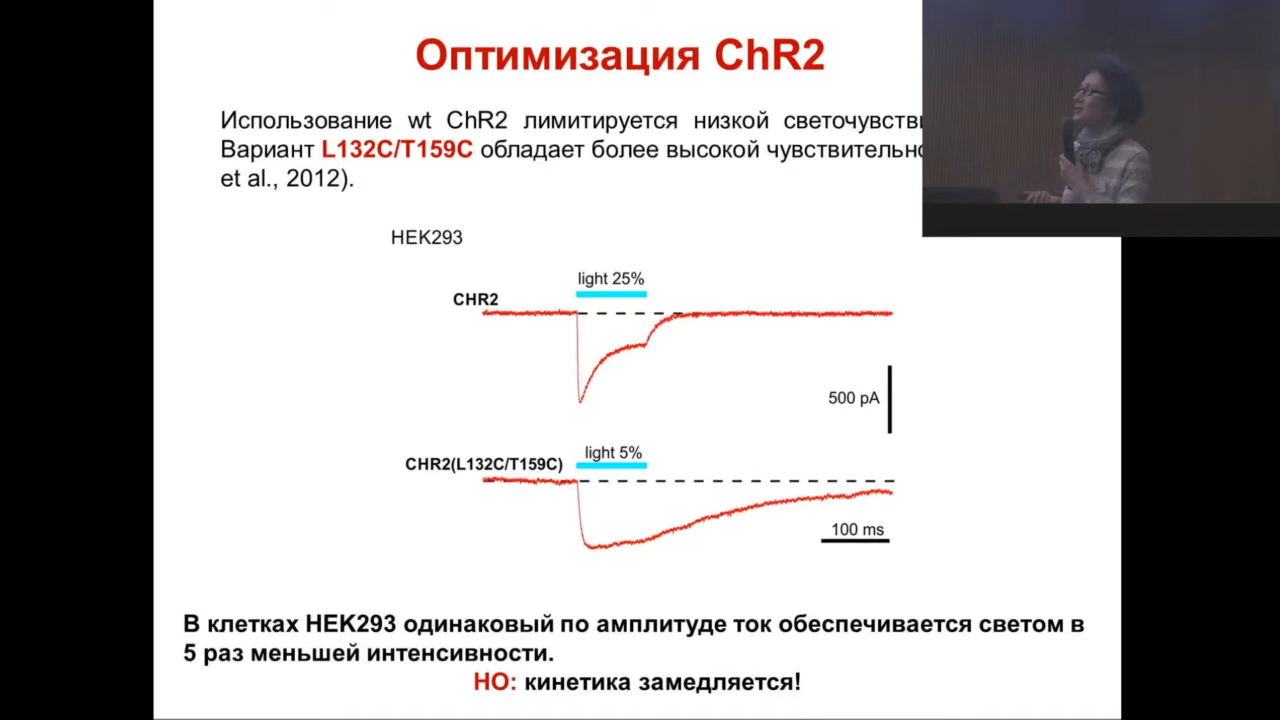 Оптимизация ChR2
Использование wt ChR2 лимитируется низкой
Вариант L132C/T159C обладает более высокой
et al., 2012).
HEK293
light 25%
CHR2
500 pA
light 5%
CHR2(L132C/T159C)
100 ms
В клетках HEK293 одинаковый по амплитуде ток обеспечивается светом в
5 раз меньшей интенсивности.
НО: кинетика замедляется!